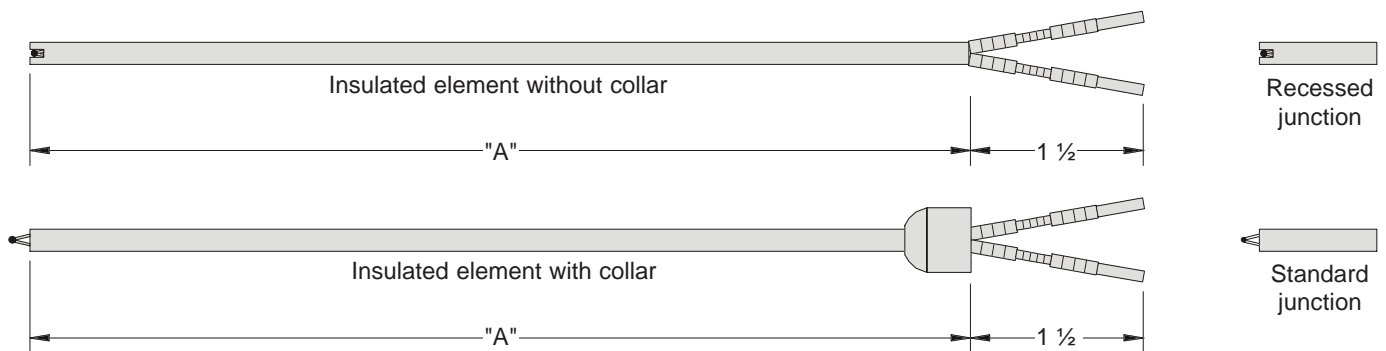 Insulated element without collar
Recessed
junction
"A"
1 ½
Insulated element with collar
Standard
junction
"A"
1 ½